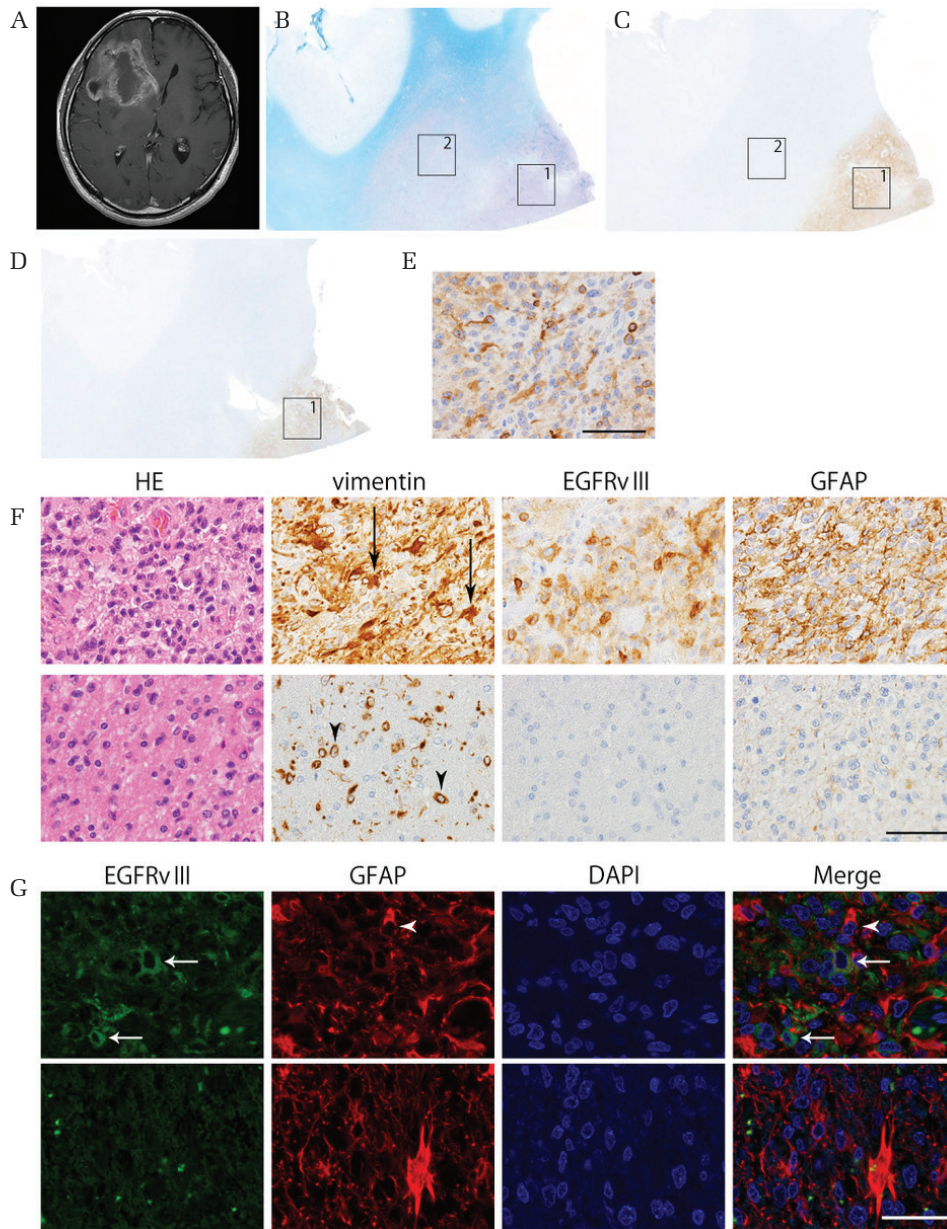 A
B
C
2
1
2
1
D
E
1
HE vimentin EGFRvIII GFAP
F
G
EGFRvIII GFAP DAPI Merge